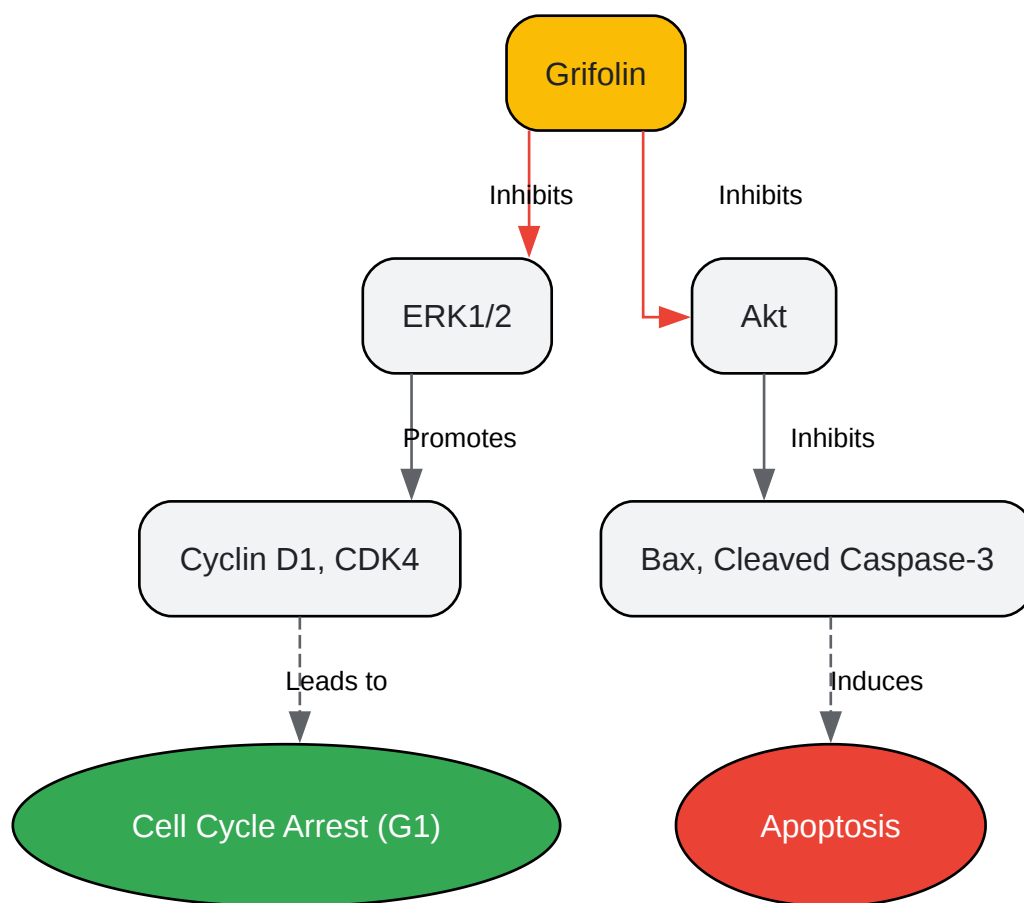 Grifolin
Inhibits
Inhibits
ERK1/2
Akt
Promotes
Inhibits
Cyclin D1, CDK4
Bax, Cleaved Caspase-3
Leads to
Induces
Cell Cycle Arrest (G1)
Apoptosis